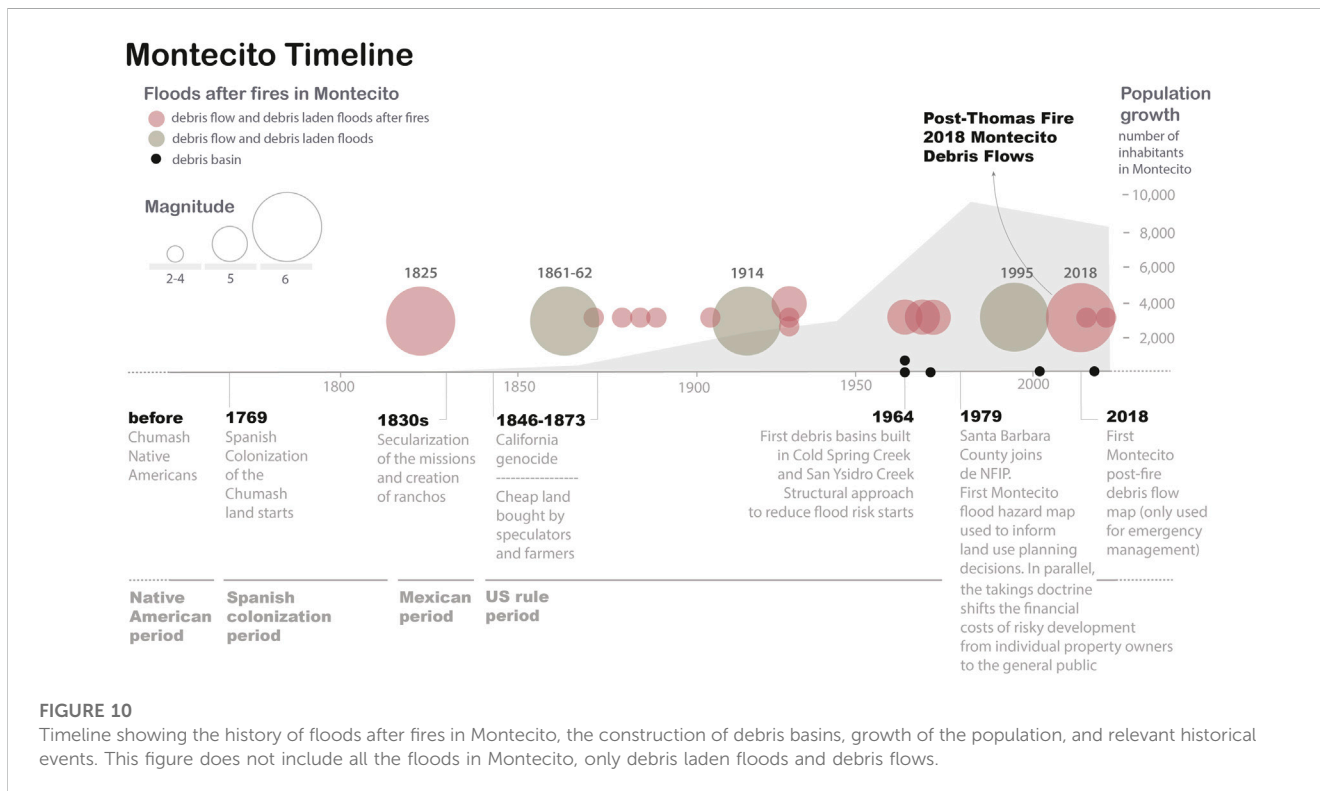 Montecito Timeline
Floods after fires in Montecito
debris flow and debris laden floods after fires
debris flow and debris laden floods
debris basin
Magnitude
2-4
5
6
Post-Thomas Fire
2018 Montecito
Debris Flows
Population
growth
number of
inhabitants
in Montecito
10,000
8,000
6,000
4,000
2,000
1825
1861-62
1914
1995
2018
1800
1850
1900
1950
2000
before
Chumash
Native
Americans
1769
Spanish
Colonization
of the
Chumash
land starts
1830s
Secularization
of the missions
and creation
of ranchos
1846-1873
California
genocide
-----------------
Cheap land
bought by
speculators
and farmers
1964
First debris basins built
in Cold Spring Creek
and San Ysidro Creek
Structural approach
to reduce flood risk starts
1979
Santa Barbara
County joins
de NFIP.
First Montecito
flood hazard map
used to inform
land use planning
decisions. In parallel,
the takings doctrine
shifts the financial
costs of risky development
from individual property owners
to the general public
2018
First
Montecito
post-fire
debris flow
map (only used
for emergency
management)
Native
American
period
Spanish
colonization
period
Mexican
period
US rule
period
FIGURE 10
Timeline showing the history of floods after fires in Montecito, the construction of debris basins, growth of the population, and relevant historical
events. This figure does not include all the floods in Montecito, only debris laden floods and debris flows.